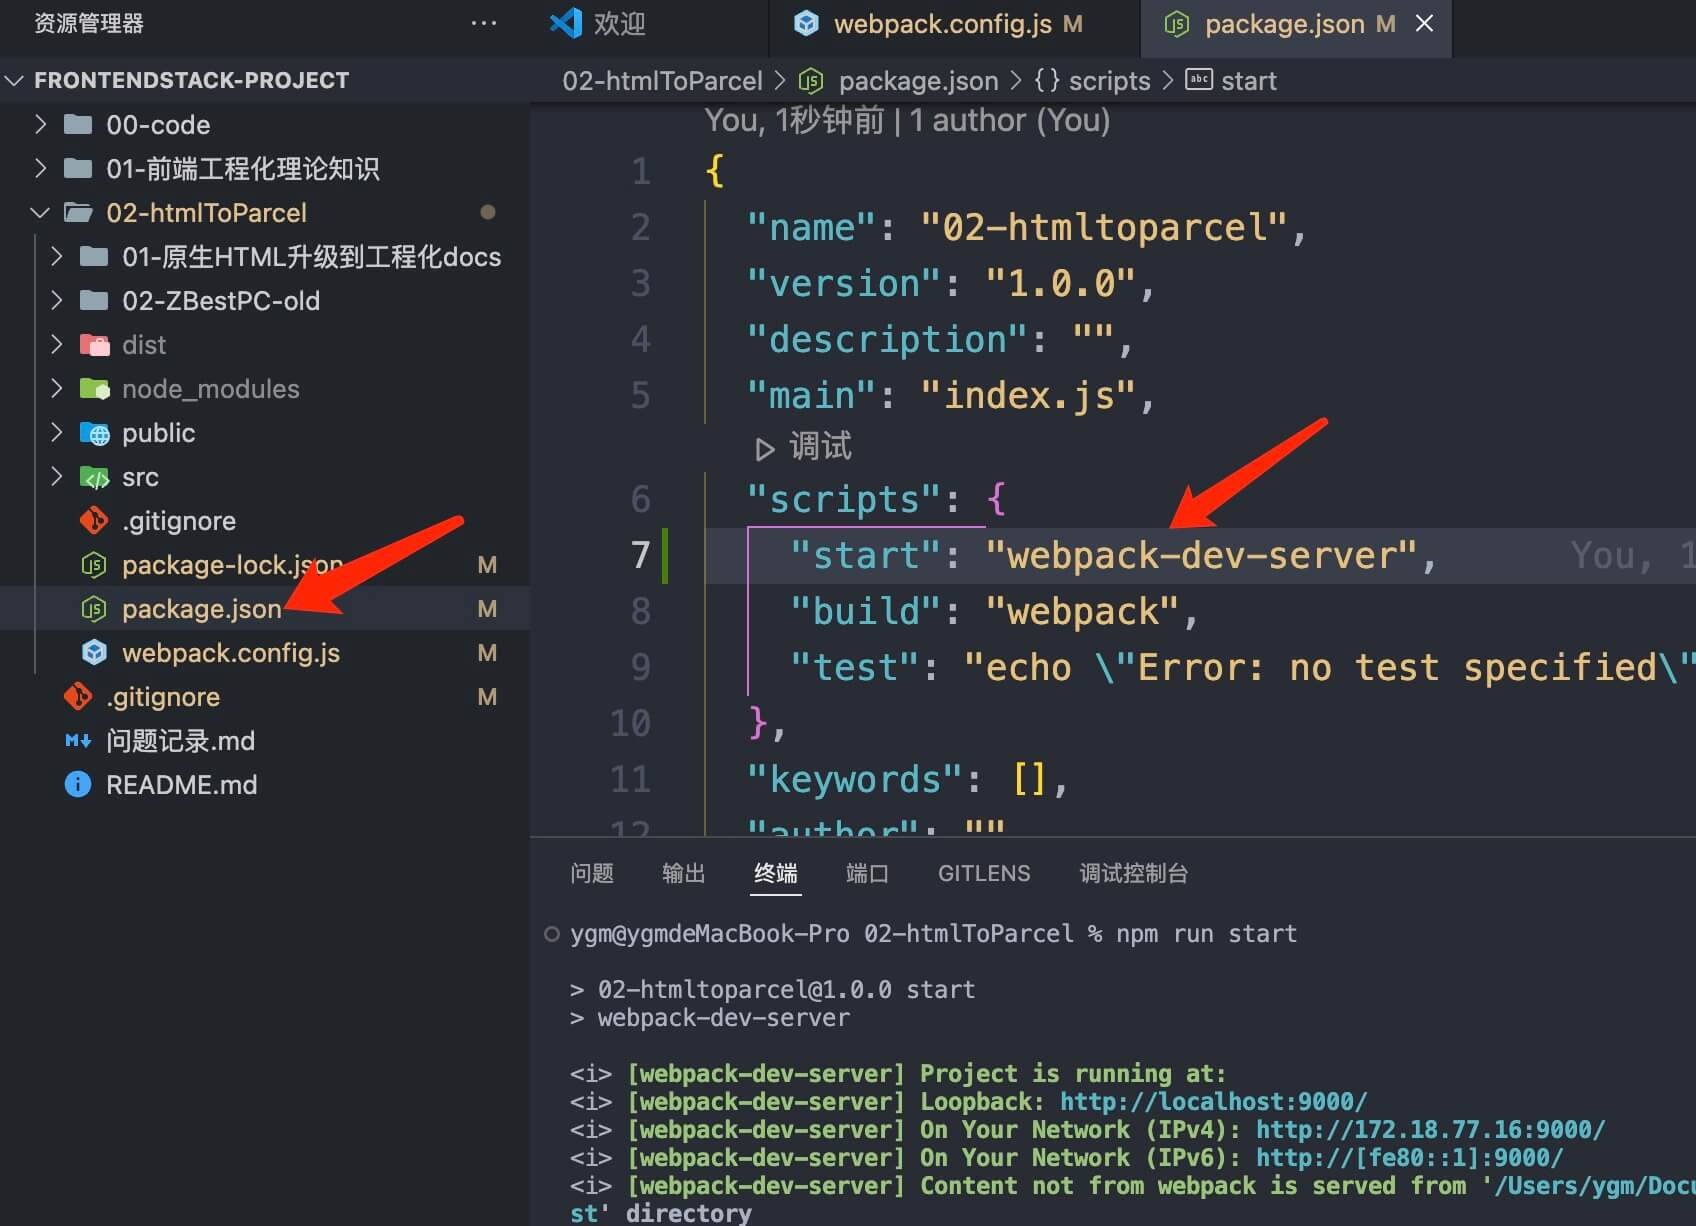 资源管理器
FRONTENDSTACK-PROJECT
00-code
01-前端工程化理论知识
02-htmlToParcel
01-原生HTML升级到工程化docs
02-ZBestPC-old
dist
node_modules
public
src
.gitignore
package-lock.json M
package.json M
webpack.config.js M
.gitignore M
问题记录.md
README.md
欢迎 webpack.config.js M package.json M
02-htmlToParcel > package.json > {} scripts > abc start
You, 1秒钟前 | 1 author (You)
1 {
2 "name": "02-htmltoparcel",
3 "version": "1.0.0",
4 "description": "",
5 "main": "index.js",
调试
6 "scripts": {
7 "start": "webpack-dev-server", You, 1
8 "build": "webpack",
9 "test": "echo \"Error: no test specified\"
10 },
11 "keywords": [],
12 "author": ""
问题 输出 终端 端口 GITLENS 调试控制台
ygm@ygmdeMacBook-Pro 02-htmlToParcel % npm run start
> 02-htmltoparcel@1.0.0 start
> webpack-dev-server
<i> [webpack-dev-server] Project is running at:
<i> [webpack-dev-server] Loopback: http://localhost:9000/
<i> [webpack-dev-server] On Your Network (IPv4): http://172.18.77.16:9000/
<i> [webpack-dev-server] On Your Network (IPv6): http://[fe80::1]:9000/
<i> [webpack-dev-server] Content not from webpack is served from '/Users/ygm/Docu
st' directory